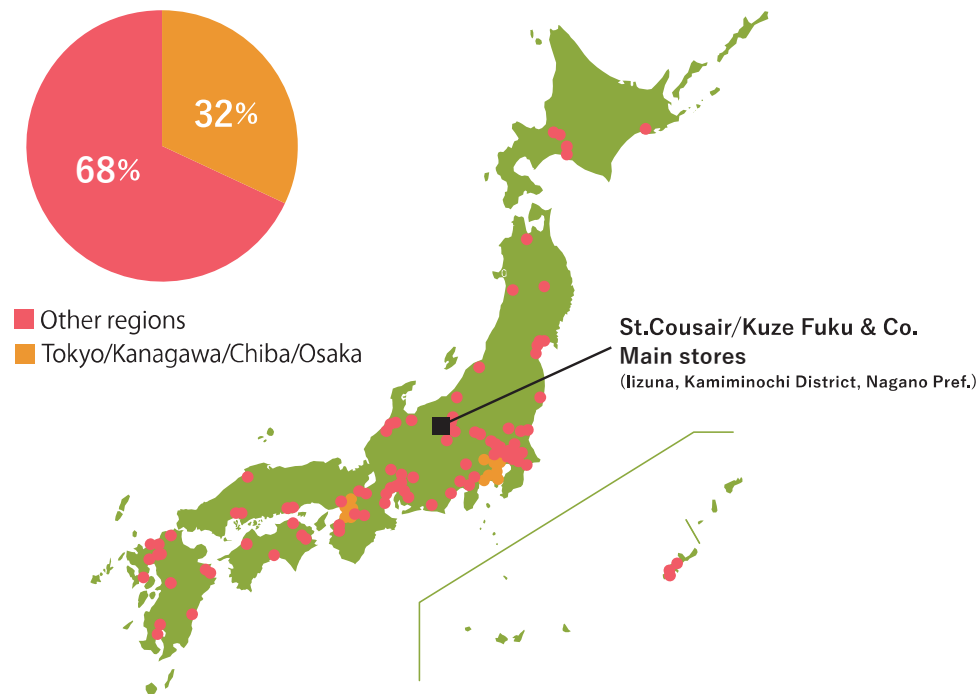 32%
68%
Other regions
Tokyo/Kanagawa/Chiba/Osaka
St.Cousair/Kuze Fuku & Co.
Main stores
(Iizuna, Kamiminochi District, Nagano Pref.)